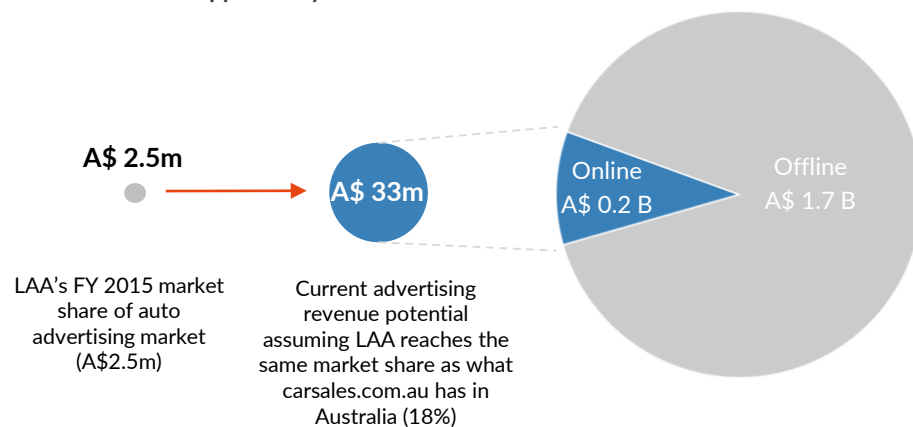 A$ 2.5m
LAA’s FY 2015 market
share of auto
advertising market
(A$2.5m)
A$ 33m
Current advertising
revenue potential
assuming LAA reaches the
same market share as what
carsales.com.au has in
Australia (18%)
Online
A$ 0.2 B
Offline
A$ 1.7 B